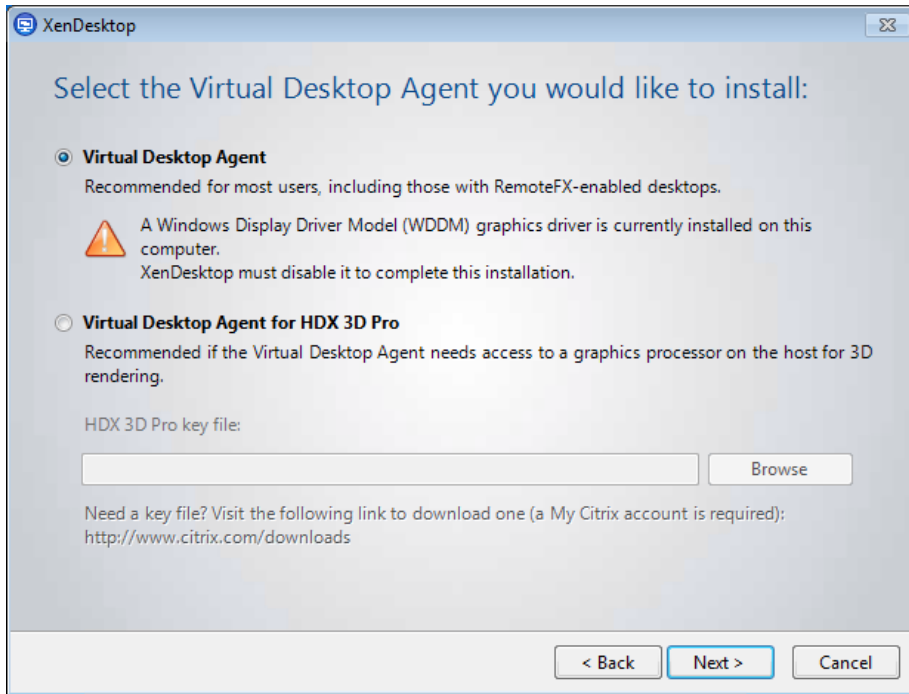 XenDesktop
Select the Virtual Desktop Agent you would like to install:
Virtual Desktop Agent
Recommended for most users, including those with RemoteFX-enabled desktops.
A Windows Display Driver Model (WDDM) graphics driver is currently installed on this
computer.
XenDesktop must disable it to complete this installation.
Virtual Desktop Agent for HDX 3D Pro
Recommended if the Virtual Desktop Agent needs access to a graphics processor on the host for 3D
rendering.
HDX 3D Pro key file:
Browse
Need a key file? Visit the following link to download one (a My Citrix account is required):
http://www.citrix.com/downloads
< Back Next > Cancel